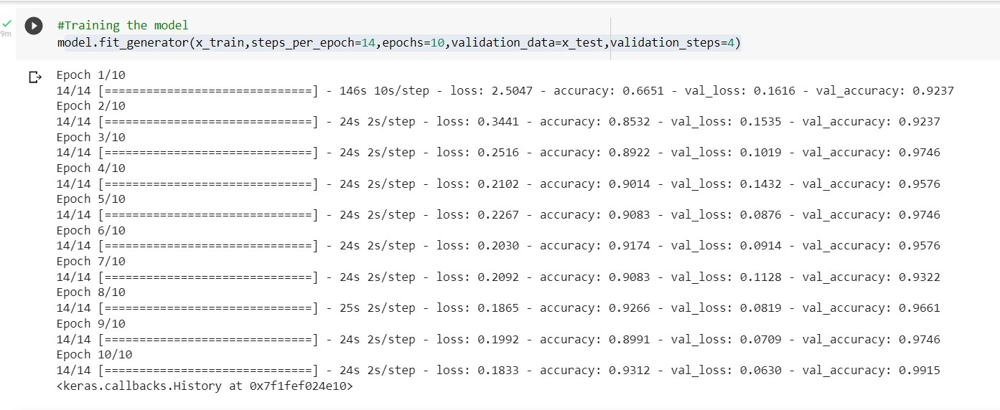 9m
#Training the model
model.fit_generator(x_train,steps_per_epoch=14,epochs=10,validation_data=x_test,validation_steps=4)
Epoch 1/10
14/14 [==============================] - 146s 10s/step - loss: 2.5047 - accuracy: 0.6651 - val_loss: 0.1616 - val_accuracy: 0.9237
Epoch 2/10
14/14 [==============================] - 24s 2s/step - loss: 0.3441 - accuracy: 0.8532 - val_loss: 0.1535 - val_accuracy: 0.9237
Epoch 3/10
14/14 [==============================] - 24s 2s/step - loss: 0.2516 - accuracy: 0.8922 - val_loss: 0.1019 - val_accuracy: 0.9746
Epoch 4/10
14/14 [==============================] - 24s 2s/step - loss: 0.2102 - accuracy: 0.9014 - val_loss: 0.1432 - val_accuracy: 0.9576
Epoch 5/10
14/14 [==============================] - 24s 2s/step - loss: 0.2267 - accuracy: 0.9083 - val_loss: 0.0876 - val_accuracy: 0.9746
Epoch 6/10
14/14 [==============================] - 24s 2s/step - loss: 0.2030 - accuracy: 0.9174 - val_loss: 0.0914 - val_accuracy: 0.9576
Epoch 7/10
14/14 [==============================] - 24s 2s/step - loss: 0.2092 - accuracy: 0.9083 - val_loss: 0.1128 - val_accuracy: 0.9322
Epoch 8/10
14/14 [==============================] - 25s 2s/step - loss: 0.1865 - accuracy: 0.9266 - val_loss: 0.0819 - val_accuracy: 0.9661
Epoch 9/10
14/14 [==============================] - 24s 2s/step - loss: 0.1992 - accuracy: 0.8991 - val_loss: 0.0709 - val_accuracy: 0.9746
Epoch 10/10
14/14 [==============================] - 24s 2s/step - loss: 0.1833 - accuracy: 0.9312 - val_loss: 0.0630 - val_accuracy: 0.9915
<keras.callbacks.History at 0x7f1fef024e10>